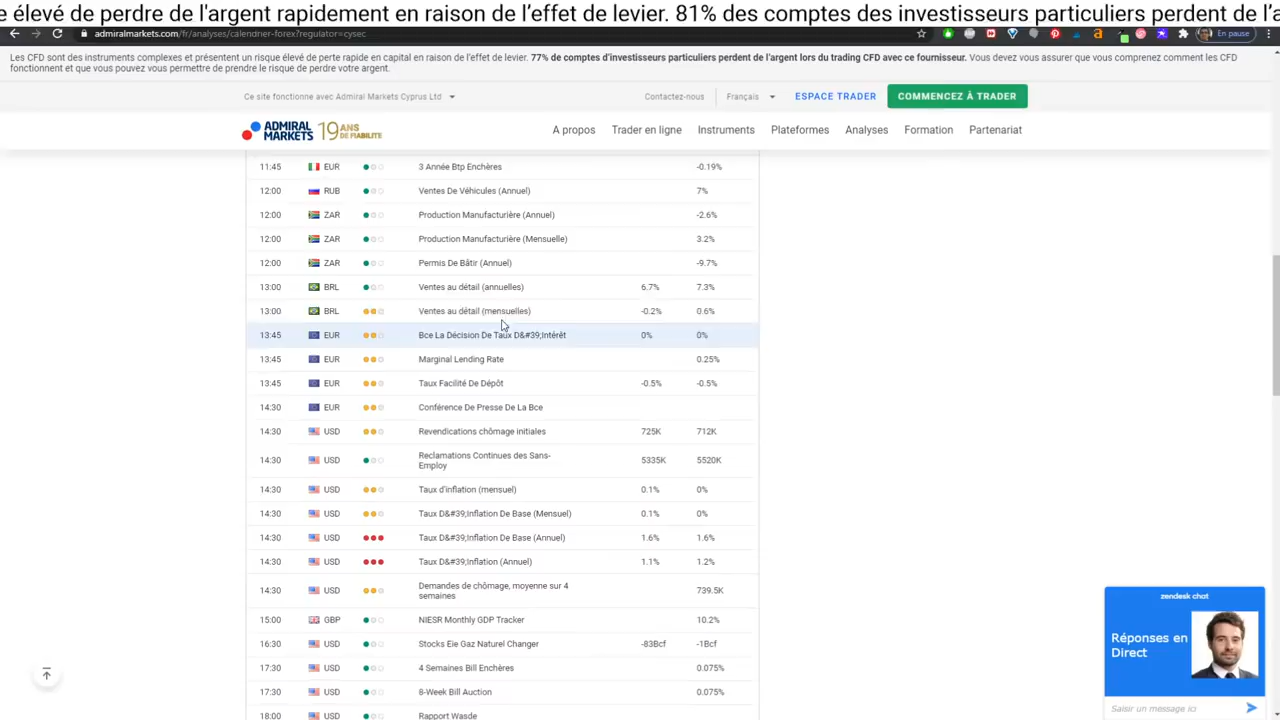 e élevé de perdre de l'argent rapidement en raison de l’effet de levier. 81% des comptes des investisseurs particuliers perdent de l’a
admiralmarkets.com/fr/analyses/calendrier-forex?regulator=cysec
En pause
Les CFD sont des instruments complexes et présentent un risque élevé de perte rapide en capital en raison de l'effet de levier. 77% de comptes d'investisseurs particuliers perdent de l'argent lors du trading CFD avec ce fournisseur. Vous devez vous assurer que vous comprenez comment les CFD
fonctionnent et que vous pouvez vous permettre de prendre le risque de perdre votre argent.
Ce site fonctionne avec Admiral Markets Cyprus Ltd
Contactez-nous
Français
ESPACE TRADER
COMMENCEZ À TRADER
ADMIRAL MARKETS
19 ANS DE FIABILITE
A propos
Trader en ligne
Instruments
Plateformes
Analyses
Formation
Partenariat
11:45 EUR 3 Année Btp Enchères -0.19%
12:00 RUB Ventes De Véhicules (Annuel) 7%
12:00 ZAR Production Manufacturière (Annuel) -2.6%
12:00 ZAR Production Manufacturière (Mensuelle) 3.2%
12:00 ZAR Permis De Bâtir (Annuel) -9.7%
13:00 BRL Ventes au détail (annuelles) 6.7% 7.3%
13:00 BRL Ventes au détail (mensuelles) -0.2% 0.6%
13:45 EUR Bce La Décision De Taux D&#39;Intérêt 0% 0%
13:45 EUR Marginal Lending Rate 0.25%
13:45 EUR Taux Facilité De Dépôt -0.5% -0.5%
14:30 EUR Conférence De Presse De La Bce
14:30 USD Revendications chômage initiales 725K 712K
14:30 USD Reclamations Continues des Sans-
Employ 5335K 5520K
14:30 USD Taux d'inflation (mensuel) 0.1% 0%
14:30 USD Taux D&#39;Inflation De Base (Mensuel) 0.1% 0%
14:30 USD Taux D&#39;Inflation De Base (Annuel) 1.6% 1.6%
14:30 USD Taux D&#39;Inflation (Annuel) 1.1% 1.2%
14:30 USD Demandes de chômage, moyenne sur 4
semaines 739.5K
15:00 GBP NIESR Monthly GDP Tracker 10.2%
16:30 USD Stocks Eie Gaz Naturel Changer -83Bcf -1Bcf
17:30 USD 4 Semaines Bill Enchères 0.075%
17:30 USD 8-Week Bill Auction 0.075%
18:00 USD Rapport Wasde
zendesk chat
Réponses en
Direct
Saisir un message ici